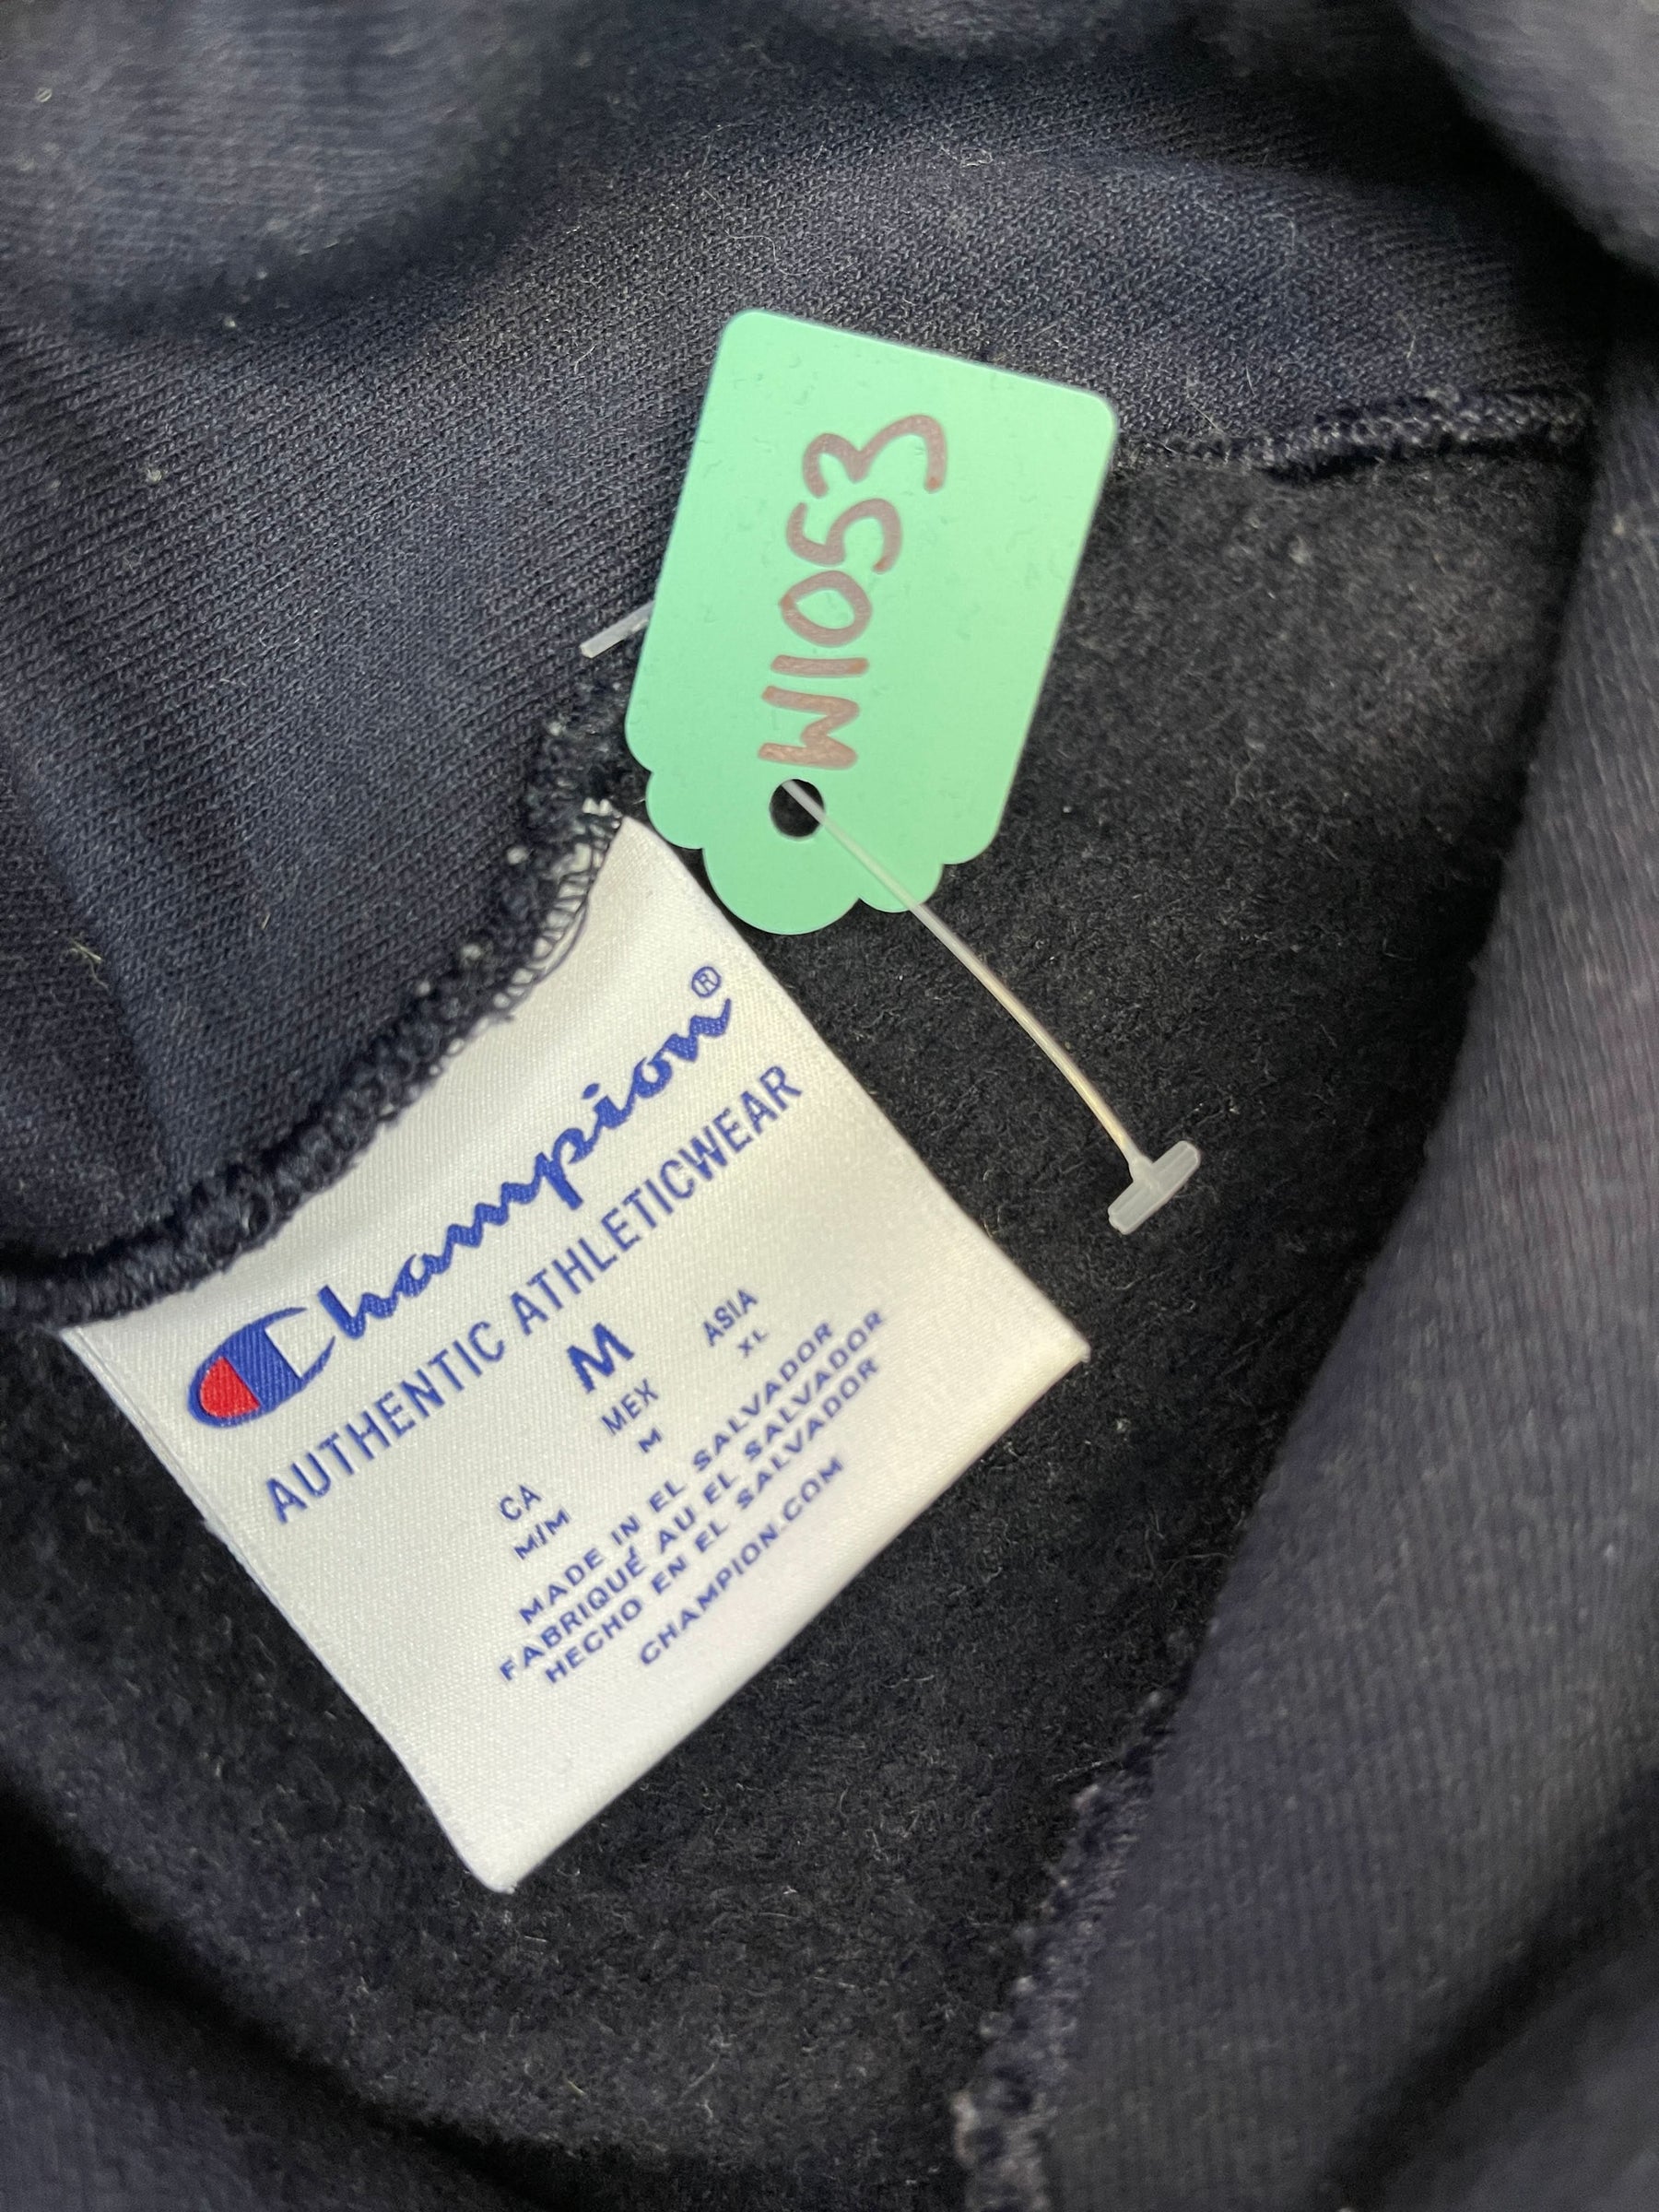 W1053
Champion®
AUTHENTIC ATHLETICWEAR
M
CA MEX ASIA
M/M M XL
MADE IN EL SALVADOR
FABRIQUÉ AU EL SALVADOR
HECHO EN EL SALVADOR
CHAMPION.COM